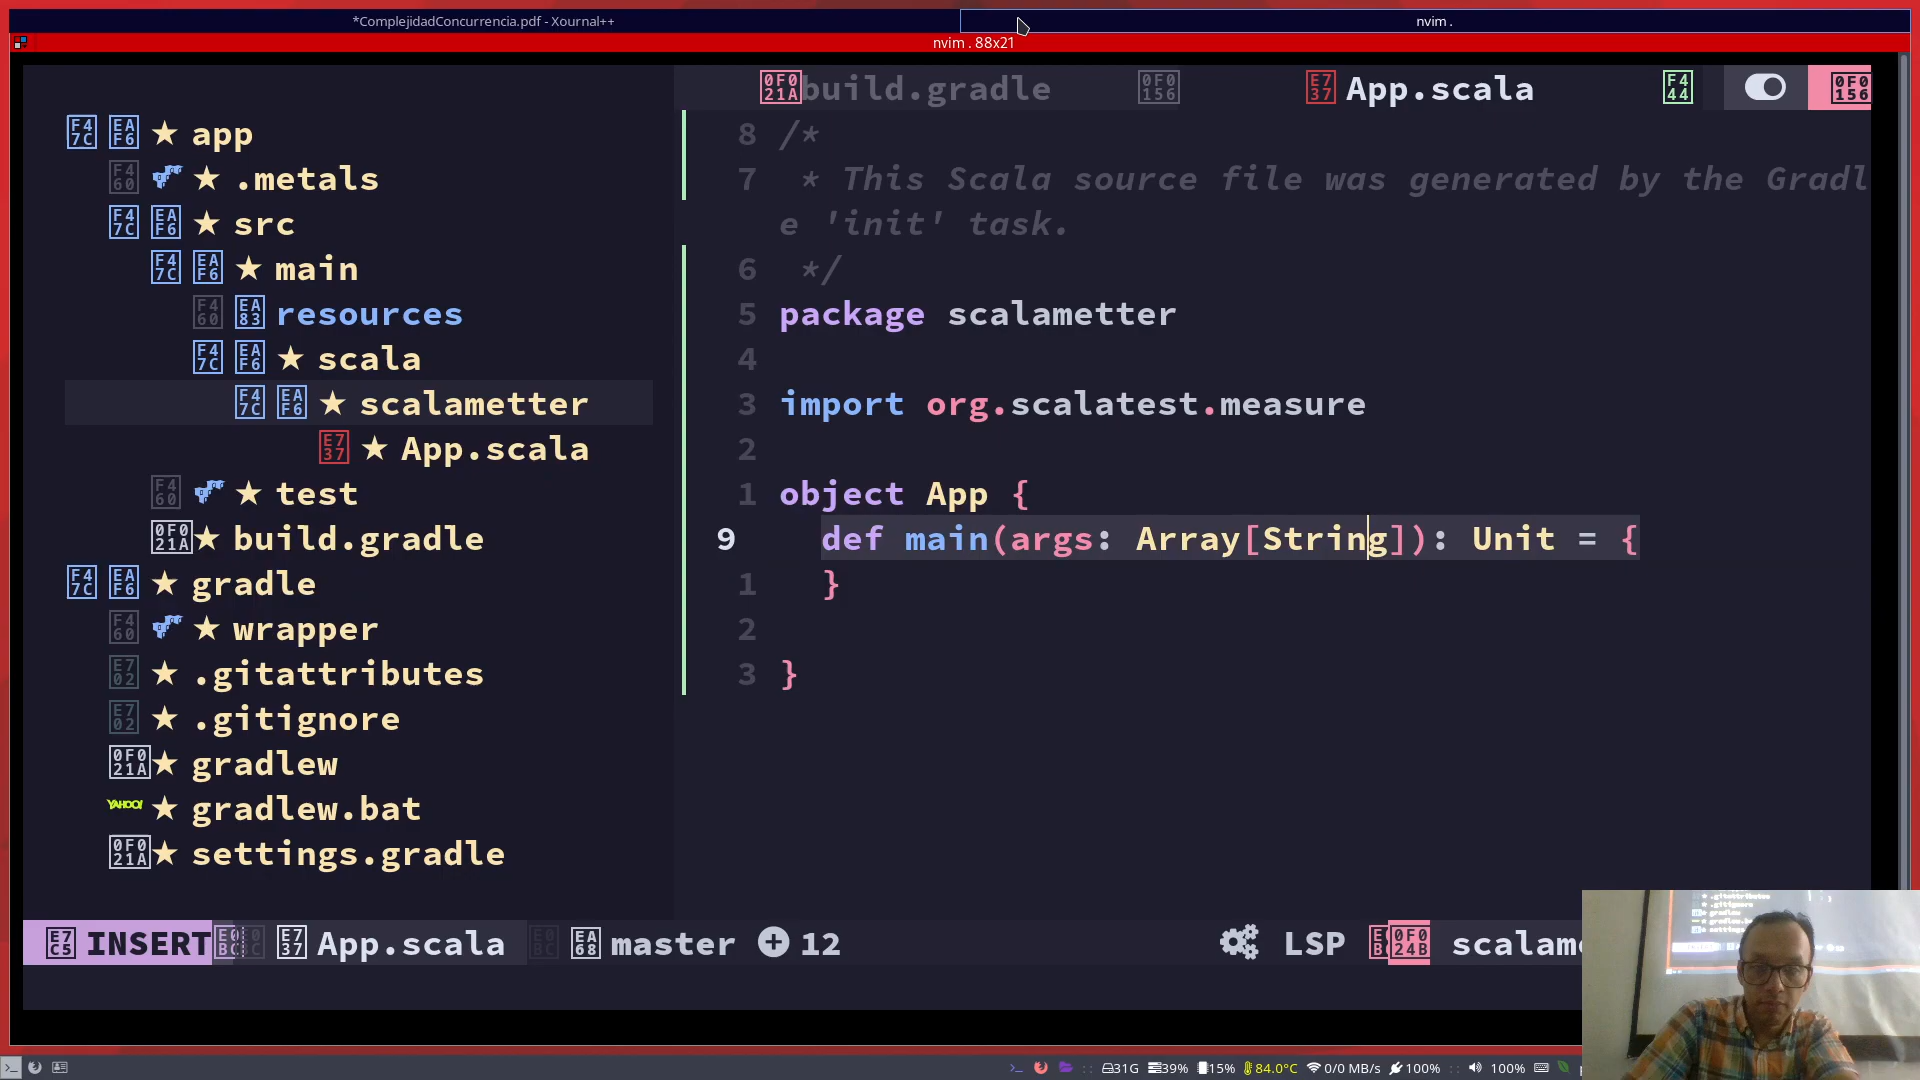 *ComplejidadConcurrencia.pdf - Xournal++
nvim .
nvim . 88x21
build.gradle
App.scala
app
.metals
src
main
resources
scala
scalametter
App.scala
test
build.gradle
gradle
wrapper
.gitattributes
.gitignore
gradlew
YAHOO! gradlew.bat
settings.gradle
8 /*
7 * This Scala source file was generated by the Gradl
e 'init' task.
6 */
5 package scalametter
4
3 import org.scalatest.measure
2
1 object App {
9 def main(args: Array[String]): Unit = {
1 }
2
3 }
INSERT App.scala master 12 LSP scalam
31G 39% 15% 84.0°C 0/0 MB/s 100% 100%